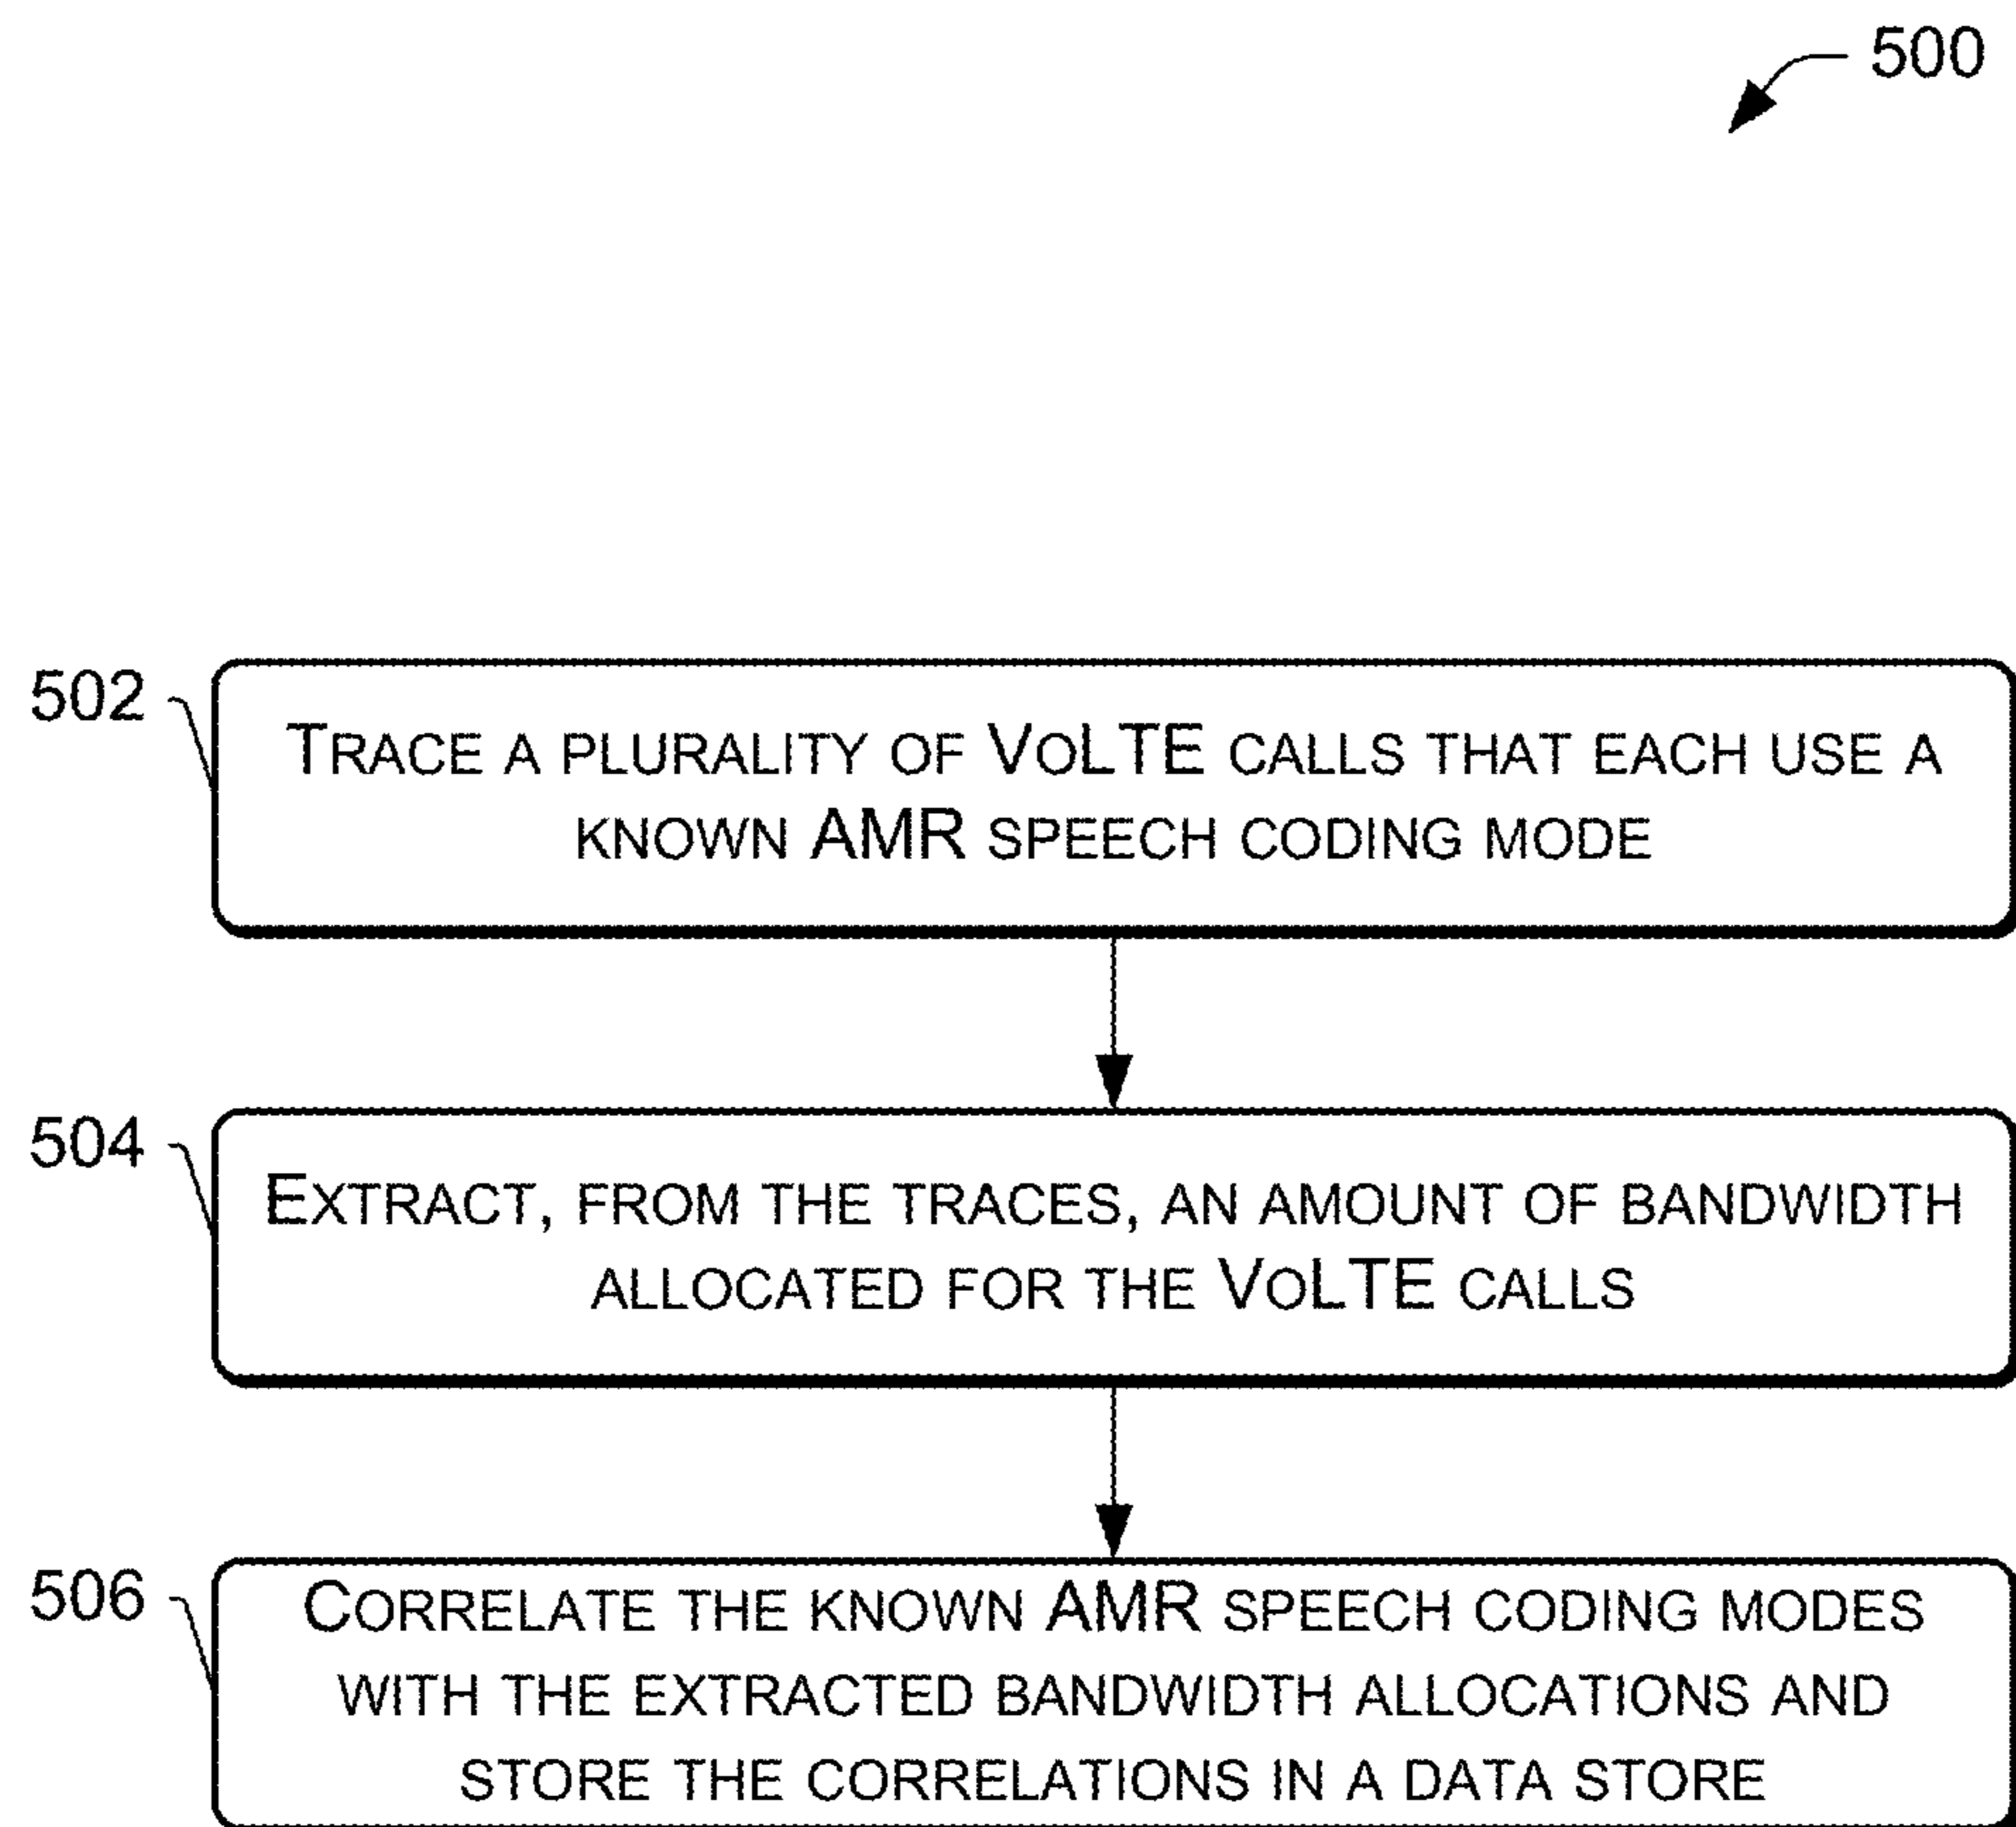 500
502
TRACE A PLURALITY OF VOLTE CALLS THAT EACH USE A
KNOWN AMR SPEECH CODING MODE
504
EXTRACT, FROM THE TRACES, AN AMOUNT OF BANDWIDTH
ALLOCATED FOR THE VOLTE CALLS
506
CORRELATE THE KNOWN AMR SPEECH CODING MODES
WITH THE EXTRACTED BANDWIDTH ALLOCATIONS AND
STORE THE CORRELATIONS IN A DATA STORE